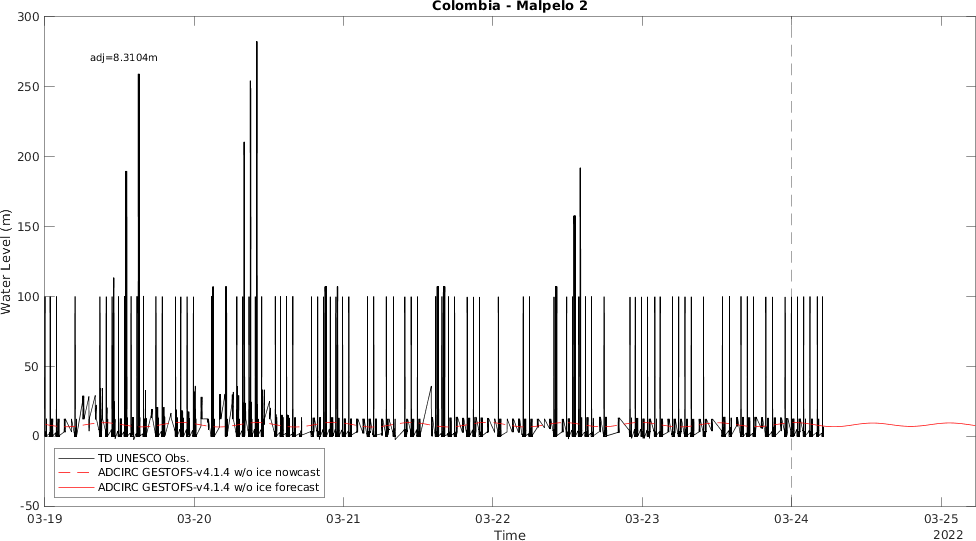 Colombia - Malpelo 2
300
adj=8.3104m
250
200
150
Water Level (m)
100
50
0
TD UNESCO Obs.
ADCIRC GESTOFS-v4.1.4 w/o ice nowcast
ADCIRC GESTOFS-v4.1.4 w/o ice forecast
-50
03-19 03-20 03-21 03-22 03-23 03-24 03-25
Time 2022